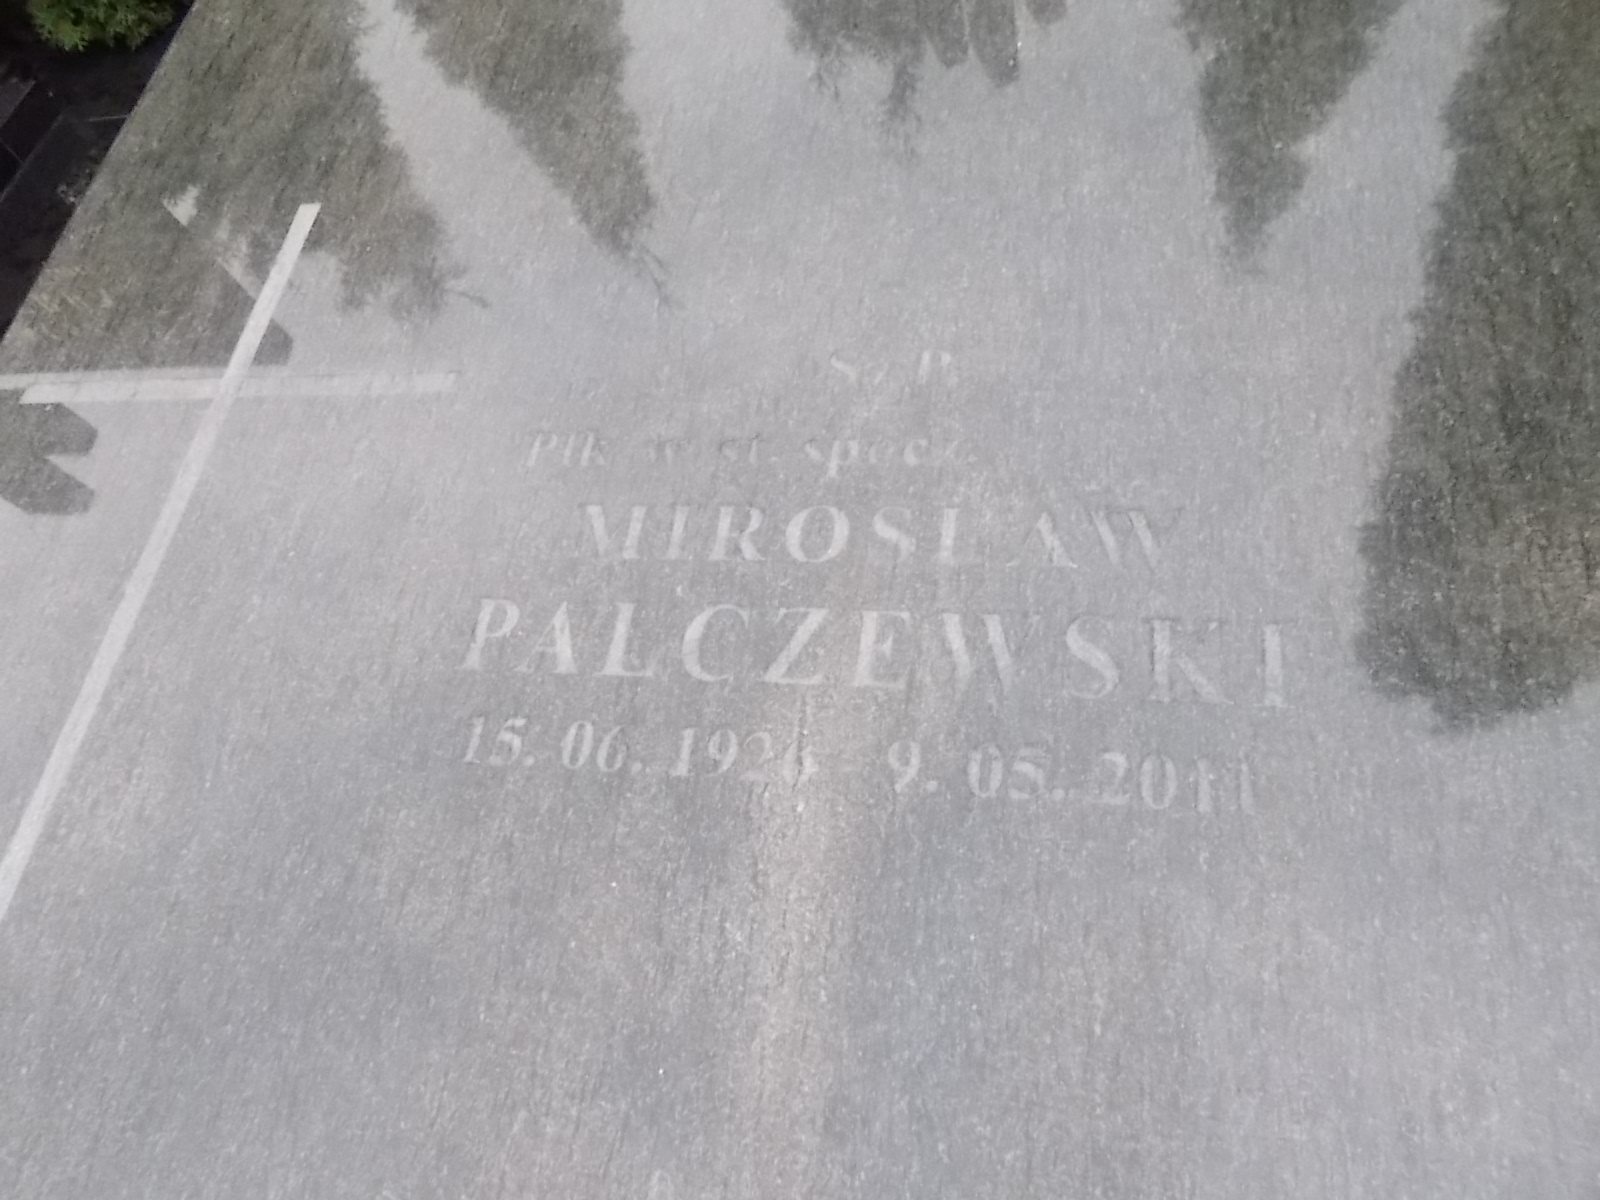 Ś. P.
Płk w st. spocz.
MIROSŁAW
PALCZEWSKI
15. 06. 1926 9. 05. 2011